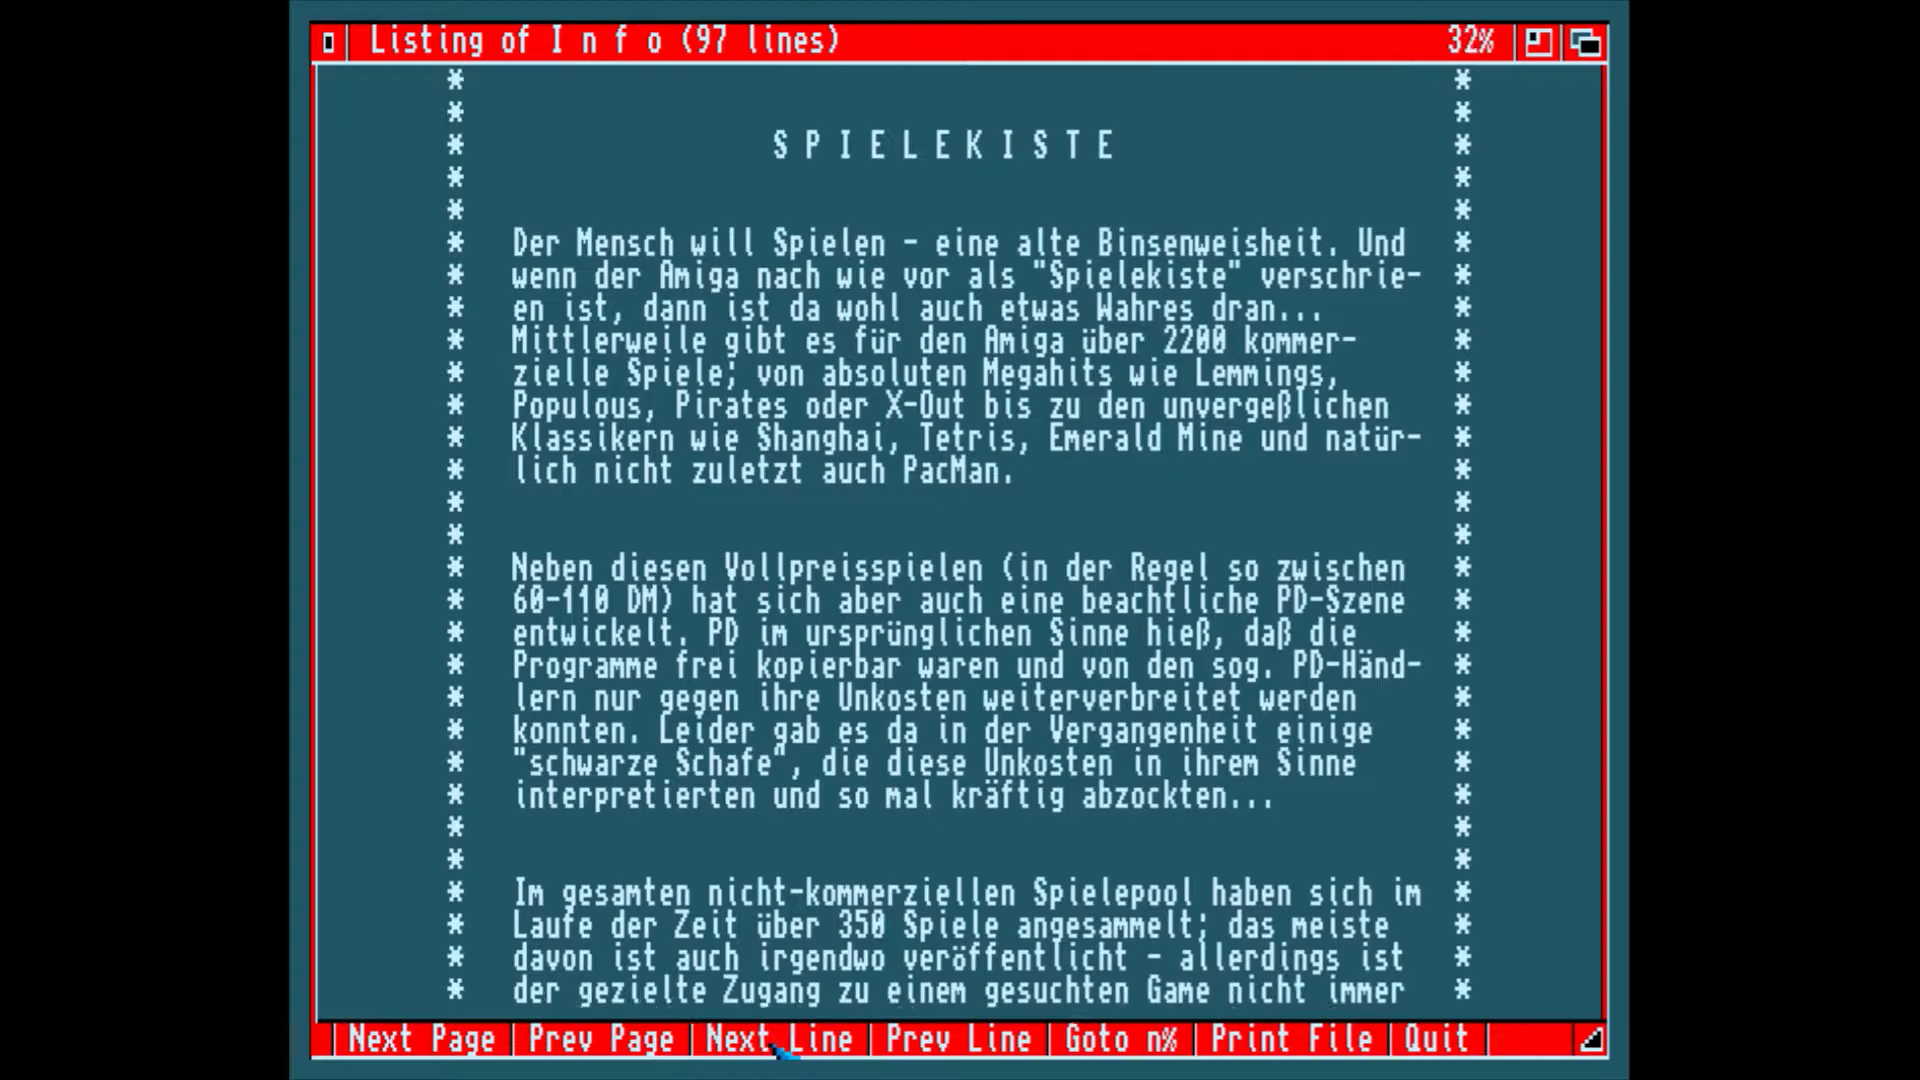 Listing of I n f o (97 lines) 32%
* *
* *
* S P I E L E K I S T E *
* *
* *
* Der Mensch will Spielen - eine alte Binsenweisheit. Und *
* wenn der Amiga nach wie vor als "Spielekiste" verschrie- *
* en ist, dann ist da wohl auch etwas Wahres dran... *
* Mittlerweile gibt es für den Amiga über 2200 kommer- *
* zielle Spiele; von absoluten Megahits wie Lemmings, *
* Populous, Pirates oder X-Out bis zu den unvergeßlichen *
* Klassikern wie Shanghai, Tetris, Emerald Mine und natür- *
* lich nicht zuletzt auch PacMan. *
* *
* *
* Neben diesen Vollpreisspielen (in der Regel so zwischen *
* 60-110 DM) hat sich aber auch eine beachtliche PD-Szene *
* entwickelt. PD im ursprünglichen Sinne hieß, daß die *
* Programme frei kopierbar waren und von den sog. PD-Händ- *
* lern nur gegen ihre Unkosten weiterverbreitet werden *
* konnten. Leider gab es da in der Vergangenheit einige *
* "schwarze Schafe", die diese Unkosten in ihrem Sinne *
* interpretierten und so mal kräftig abzockten... *
* *
* *
* Im gesamten nicht-kommerziellen Spielepool haben sich im *
* Laufe der Zeit über 350 Spiele angesammelt; das meiste *
* davon ist auch irgendwo veröffentlicht - allerdings ist *
* der gezielte Zugang zu einem gesuchten Game nicht immer *
Next Page Prev Page Next Line Prev Line Goto n% Print File Quit